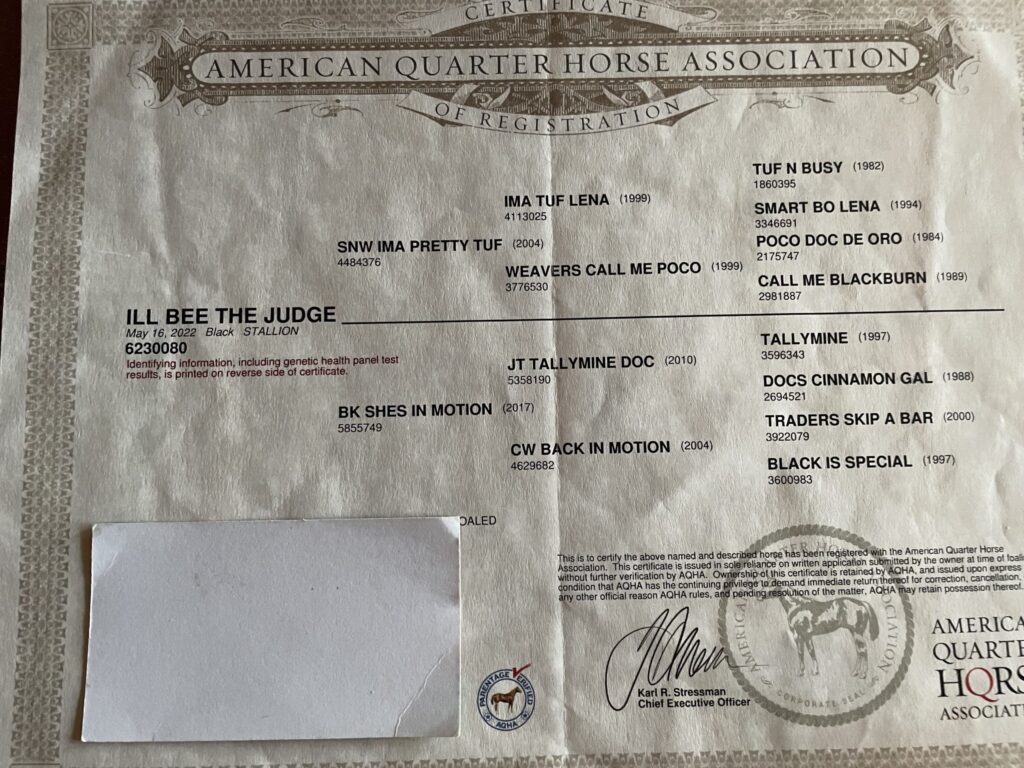 CERTIFICATE
AMERICAN QUARTER HORSE ASSOCIATION
OF REGISTRATION
TUF N BUSY (1982)
1860395
IMA TUF LENA (1999)
4113025
SMART BO LENA (1994)
3346691
SNW IMA PRETTY TUF (2004)
4484376
POCO DOC DE ORO (1984)
2175747
WEAVERS CALL ME POCO (1999)
3776530
CALL ME BLACKBURN (1989)
2981887
ILL BEE THE JUDGE
May 16, 2022 Black STALLION
6230080
Identifying information, including genetic health panel test
results, is printed on reverse side of certificate.
TALLYMINE (1997)
3596343
JT TALLYMINE DOC (2010)
5358190
DOCS CINNAMON GAL (1988)
2694521
BK SHES IN MOTION (2017)
5855749
TRADERS SKIP A BAR (2000)
3922079
CW BACK IN MOTION (2004)
4629682
BLACK IS SPECIAL (1997)
3600983
OALED
This is to certify the above named and described horse has been registered with the American Quarter Horse
Association. This certificate is issued in sole reliance on written application submitted by the owner at time of foali
without further verification by AQHA. Ownership of this certificate is retained by AQHA, and issued upon express
condition that AQHA has the continuing privilege to demand immediate return thereof for correction, cancellation,
any other official reason AQHA rules, and pending resolution of the matter, AQHA may retain possession thereof.
PARENTAGE VERIFIED
AQHA
Karl R. Stressman
Chief Executive Officer
CORPORATE SEAL
AMERICA
QUARTE
HORS
ASSOCIAT